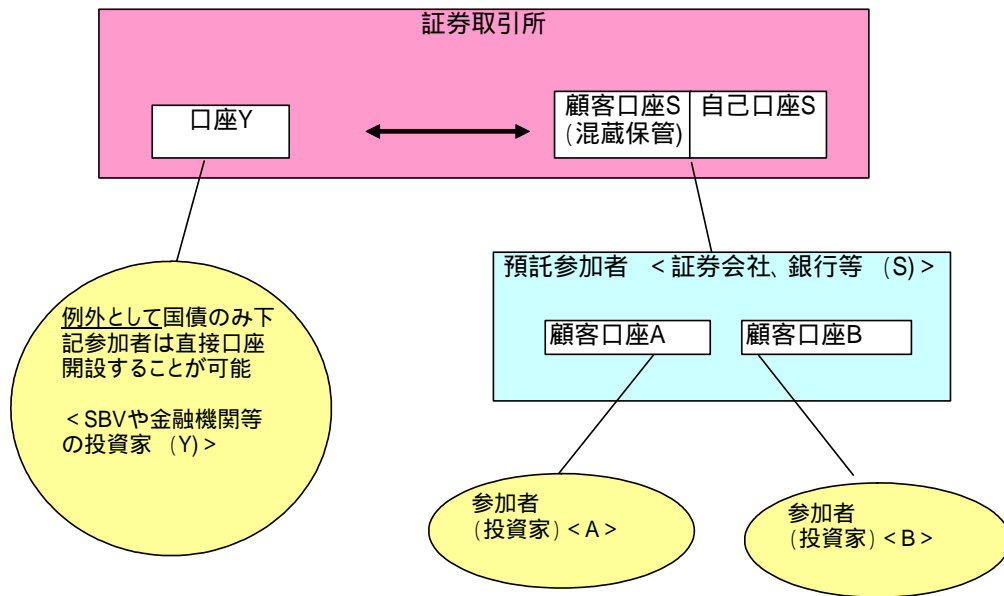 証券取引所
口座Y
顧客口座S
(混蔵保管)
自己口座S
預託参加者 <証券会社、銀行等 (S)>
顧客口座A
顧客口座B
例外として国債のみ下
記参加者は直接口座
開設することが可能
<SBVや金融機関等
の投資家 (Y)>
参加者
(投資家)<A>
参加者
(投資家)<B>